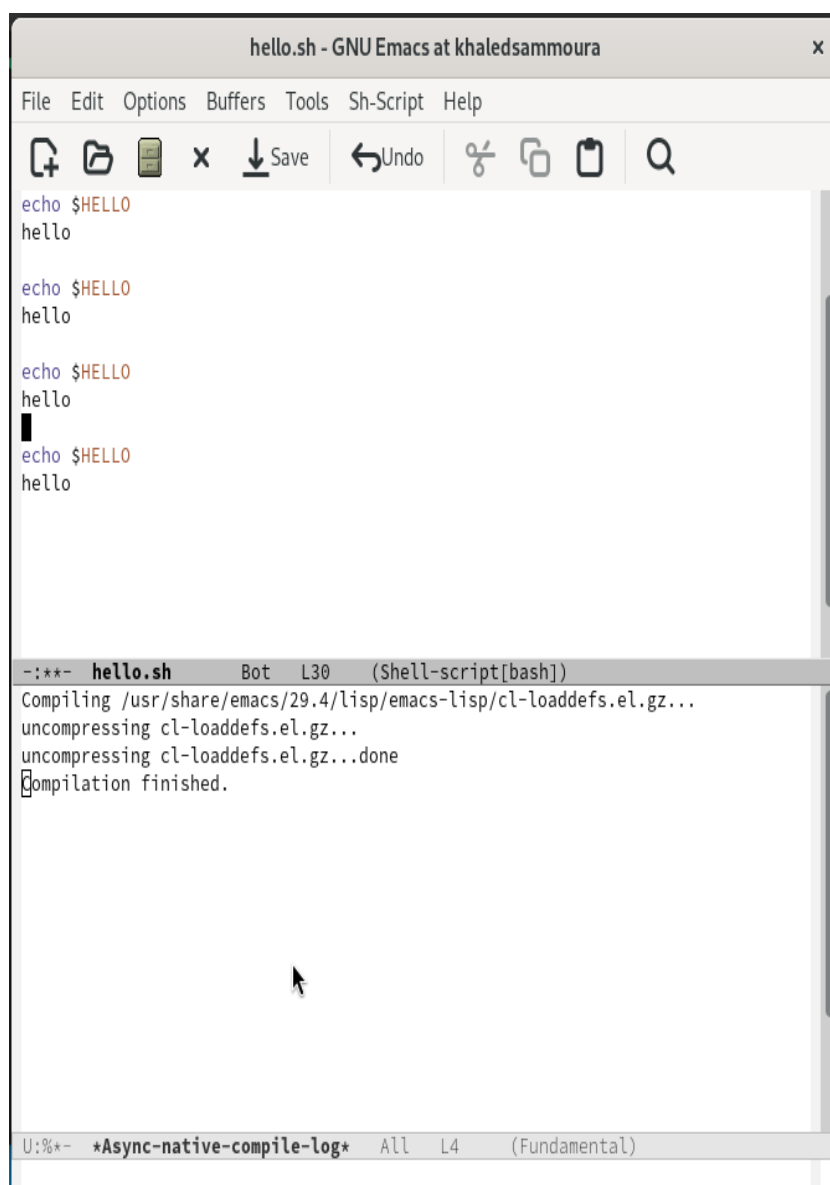 hello.sh - GNU Emacs at khaledsammoura x
File Edit Options Buffers Tools Sh-Script Help
Save Undo
echo $HELLO
hello
echo $HELLO
hello
echo $HELLO
hello
echo $HELLO
hello
-:**- hello.sh Bot L30 (Shell-script[bash])
Compiling /usr/share/emacs/29.4/lisp/emacs-lisp/cl-loaddefs.el.gz...
uncompressing cl-loaddefs.el.gz...
uncompressing cl-loaddefs.el.gz...done
Compilation finished.
U:%*- *Async-native-compile-log* All L4 (Fundamental)